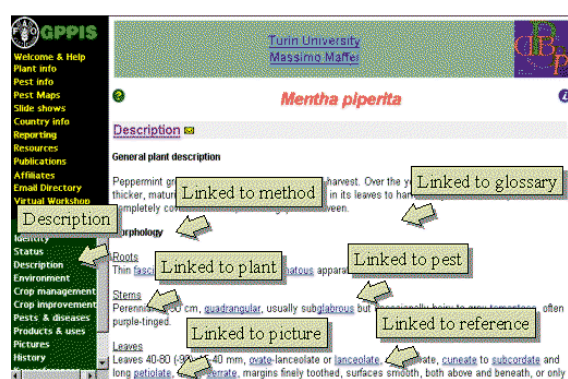 GPPIS
Welcome & Help
Plant info
Pest info
Pest Maps
Slide shows
Country info
Reporting
Resources
Publications
Affiliates
Email Directory
Virtual Workshop
Description
Identity
Status
Description
Environment
Crop management
Crop improvement
Pests & diseases
Products & uses
Pictures
History
Turin University
Massimo Maffei
Mentha piperita
Description
General plant description
Peppermint harvest. Over the
Linked to method
Linked to glossary
thicker, in its leaves to
Morphology
Roots
Linked to plant
Linked to pest
Thin appara
Stems
cm, quadrangular, usually subglabrous but often
purple-tinged.
Linked to picture
Linked to reference
Leaves
Leaves 40-80 40 mm, ovate-lanceolate or lanceolate, cuneate to subcordate and
long petiolate, margins finely toothed, surfaces smooth, both above and beneath, or only